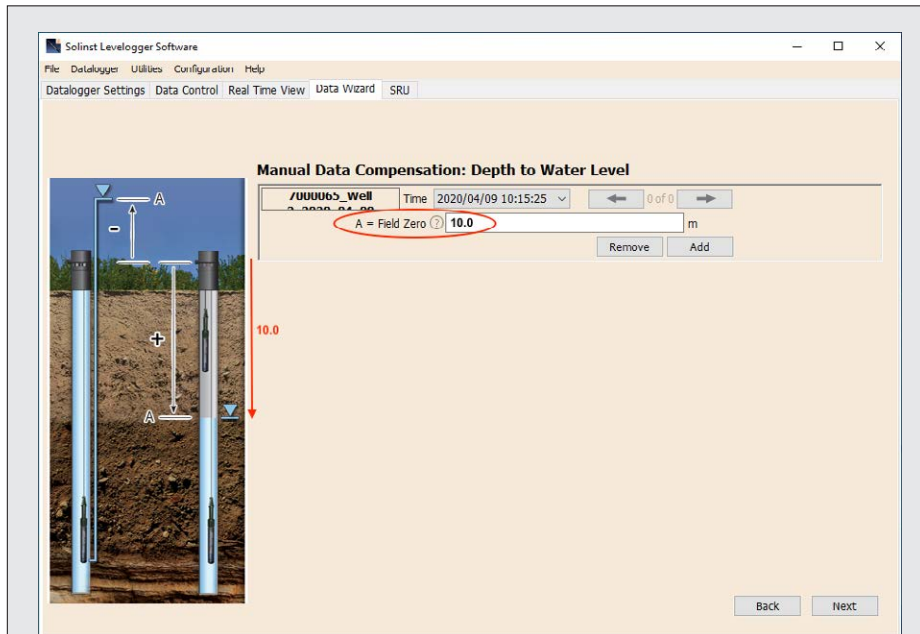 Solinst Levelogger Software
File Datalogger Utilities Configuration Help
Datalogger Settings Data Control Real Time View Data Wizard SRU
Manual Data Compensation: Depth to Water Level
7000065_Well Time 2020/04/09 10:15:25 0 of 0
A = Field Zero ? 10.0 m
Remove Add
A
-
+
10.0
A
Back Next